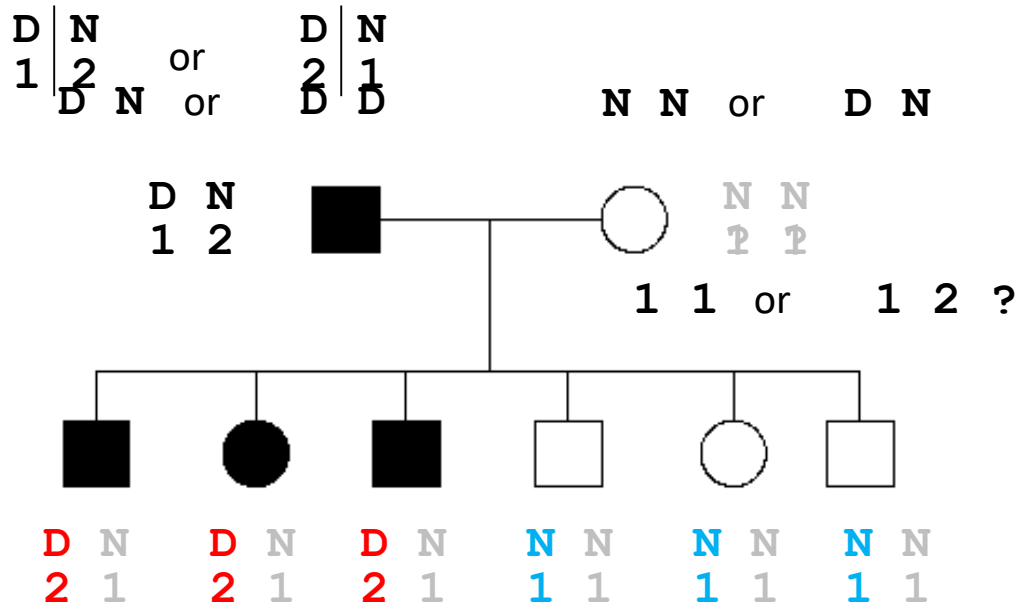 D N D N
1 2 or 2 1
D N or D D N N or D N
D N N N
1 2
1 1 or 1 2 ?
D N D N D N N N N N N N
2 1 2 1 2 1 1 1 1 1 1 1